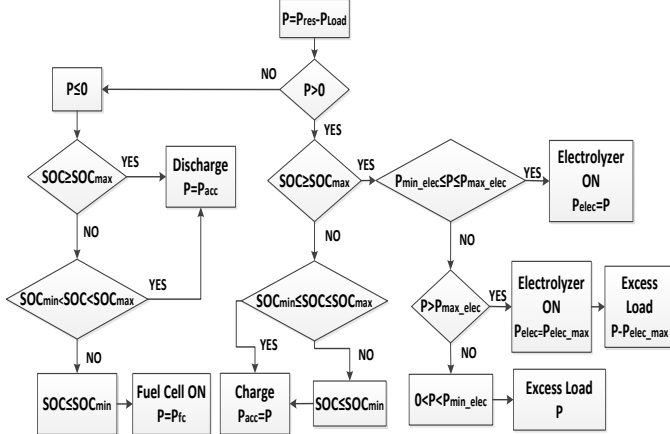 P=Pres-PLoad
NO
P≤0
P>0
YES
SOC≥SOCmax
YES
Discharge
P=Pacc
SOC≥SOCmax
YES
Pmin_elec≤P≤Pmax_elec
YES
Electrolyzer
ON
Pelec=P
NO
NO
NO
SOCmin<SOC<SOCmax
YES
SOCmin≤SOC≤SOCmax
P>Pmax_elec
YES
Electrolyzer
ON
Pelec=Pelec_max
Excess
Load
P-Pelec_max
NO
YES
NO
NO
SOC≤SOCmin
Fuel Cell ON
P=Pfc
Charge
Pacc=P
SOC≤SOCmin
0<P<Pmin_elec
Excess Load
P